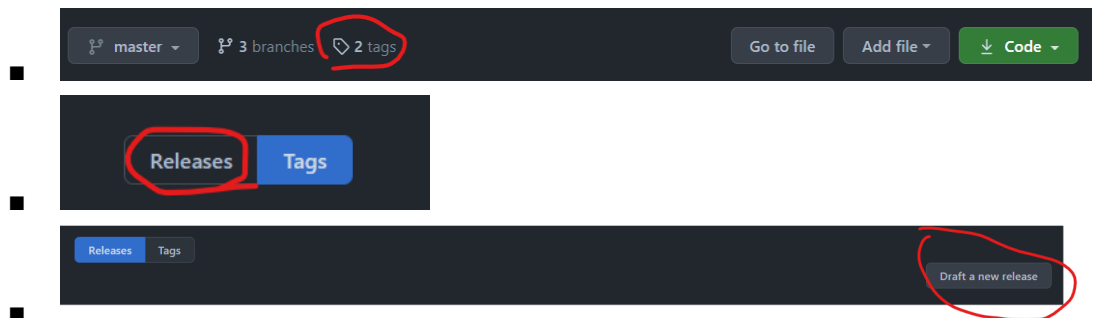 master 3 branches 2 tags Go to file Add file Code
Releases Tags
Releases Tags
Draft a new release